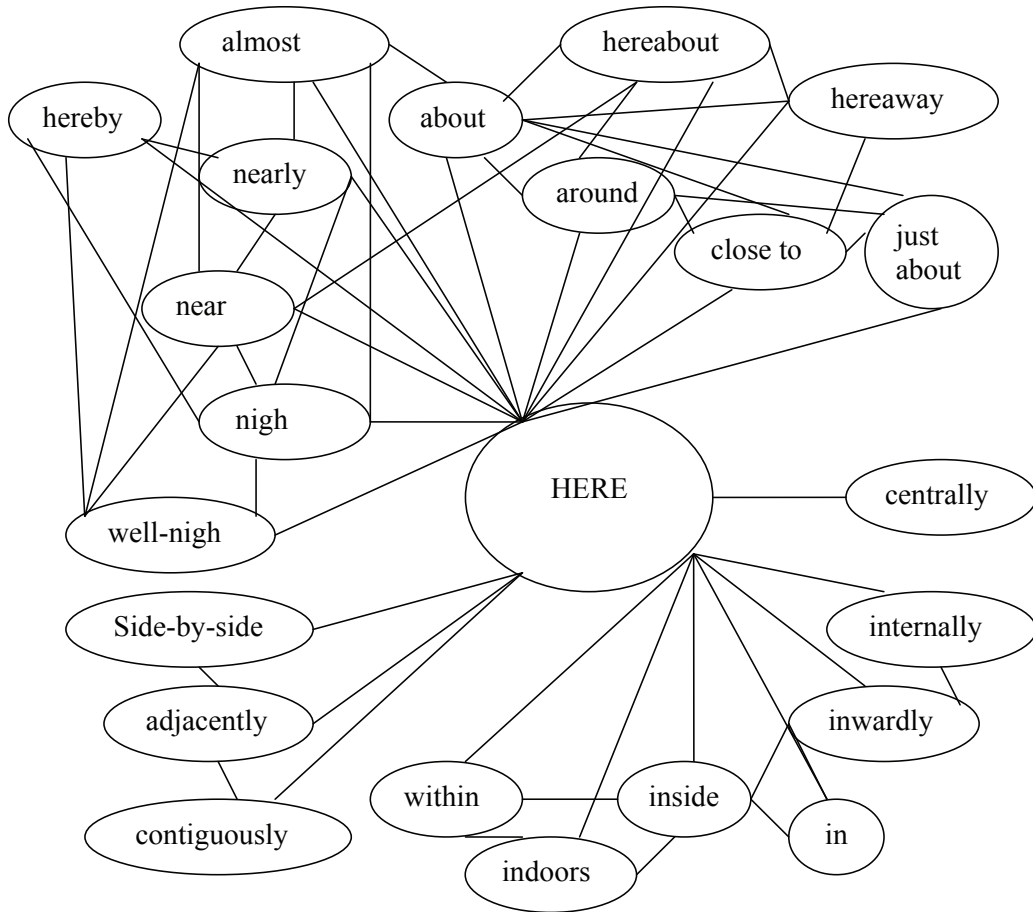 almost
hereabout
hereby
about
hereaway
nearly
around
close to
just
about
near
nigh
HERE
centrally
well-nigh
Side-by-side
internally
adjacently
inwardly
within
inside
contiguously
in
indoors